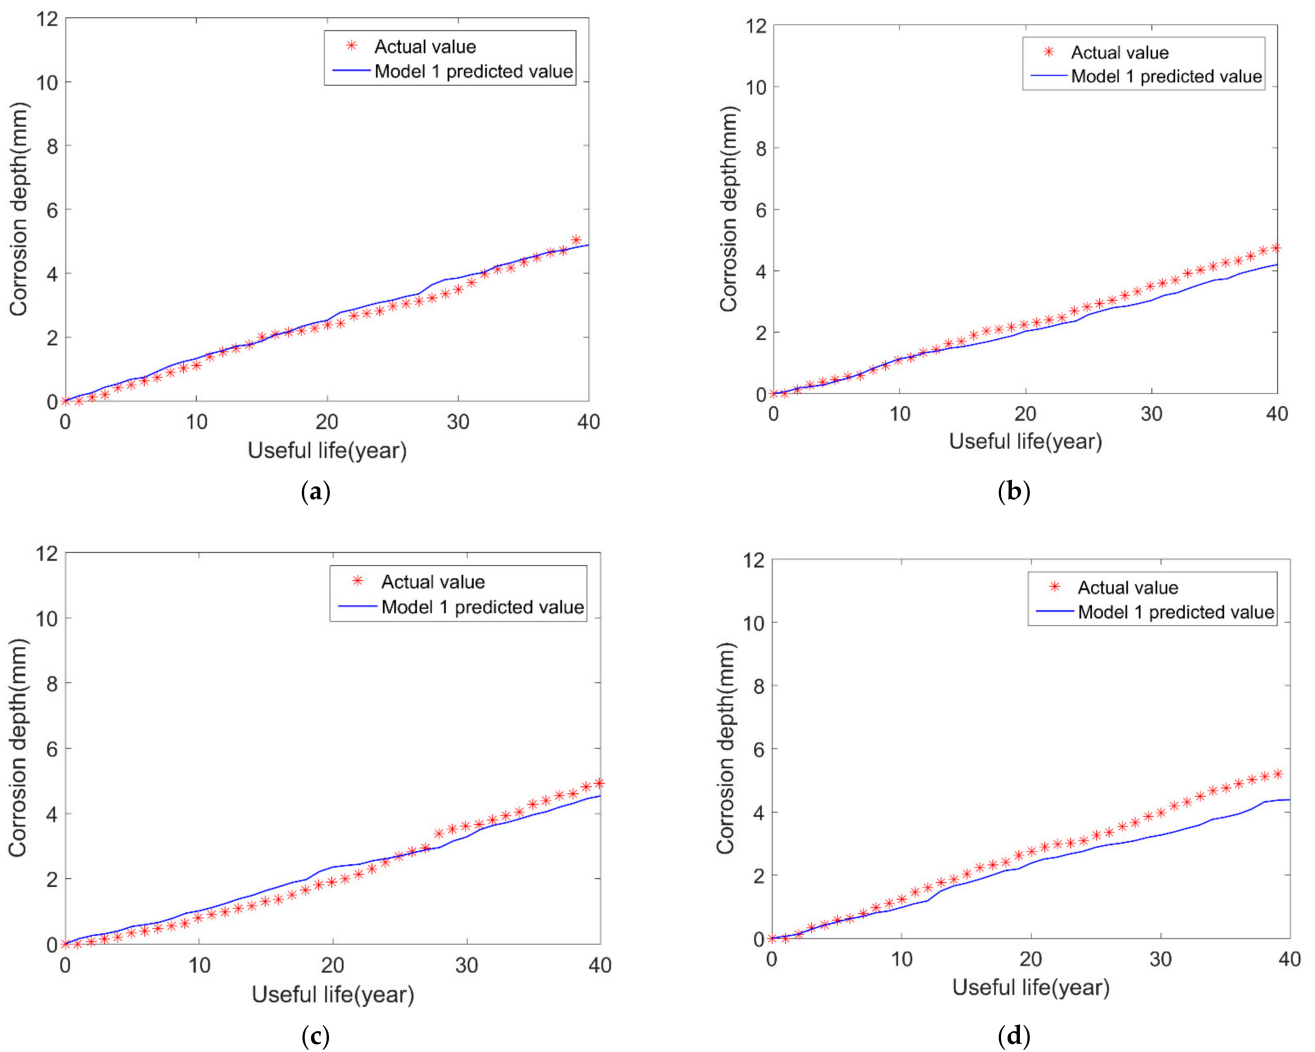 12
10
8
6
4
2
0
Corrosion depth(mm)
Actual value
Model 1 predicted value
0 10 20 30 40
Useful life(year)
(a)
12
10
8
6
4
2
0
Corrosion depth(mm)
Actual value
Model 1 predicted value
0 10 20 30 40
Useful life(year)
(b)
12
10
8
6
4
2
0
Corrosion depth(mm)
Actual value
Model 1 predicted value
0 10 20 30 40
Useful life(year)
(c)
12
10
8
6
4
2
0
Corrosion depth(mm)
Actual value
Model 1 predicted value
0 10 20 30 40
Useful life(year)
(d)